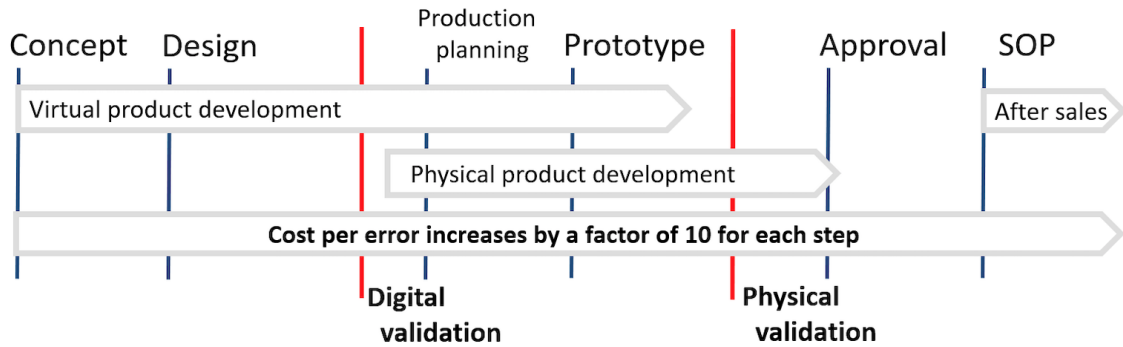 Concept
Design
Production
planning
Prototype
Approval
SOP
Virtual product development
After sales
Physical product development
Cost per error increases by a factor of 10 for each step
Digital
validation
Physical
validation